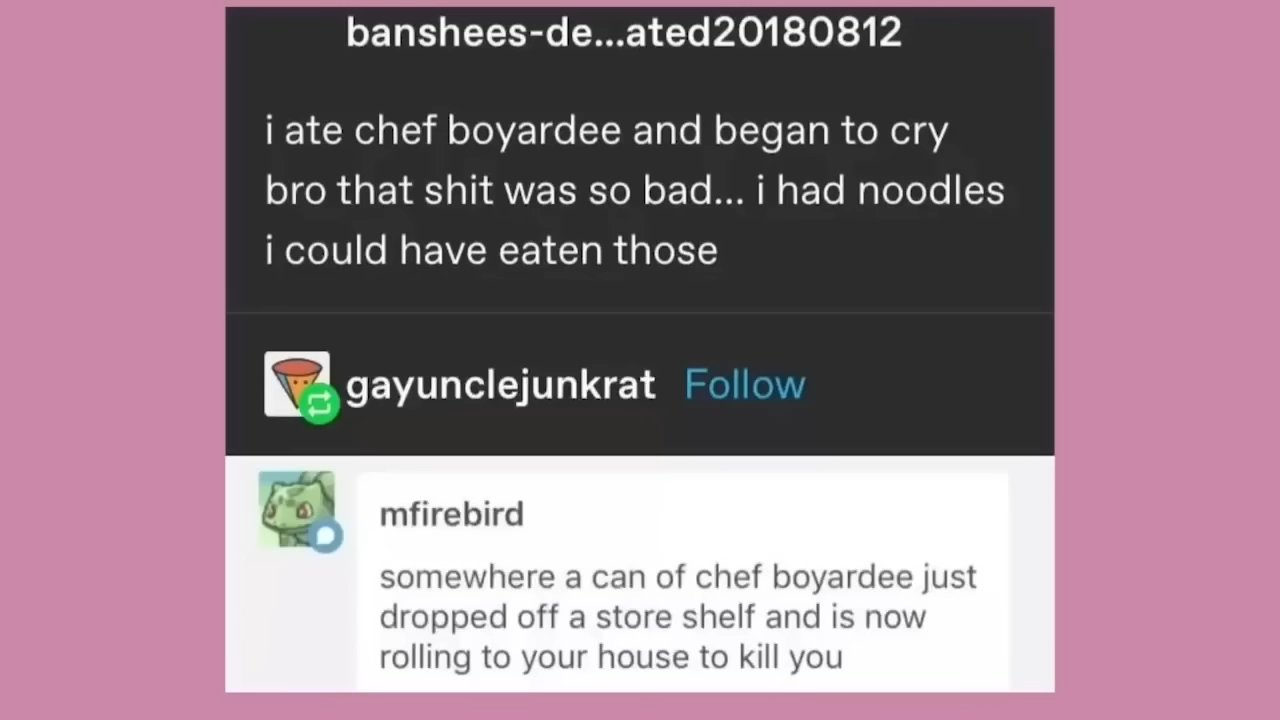 banshees-de...ated20180812
i ate chef boyardee and began to cry
bro that shit was so bad... i had noodles
i could have eaten those
gayunclejunkrat Follow
mfirebird
somewhere a can of chef boyardee just
dropped off a store shelf and is now
rolling to your house to kill you